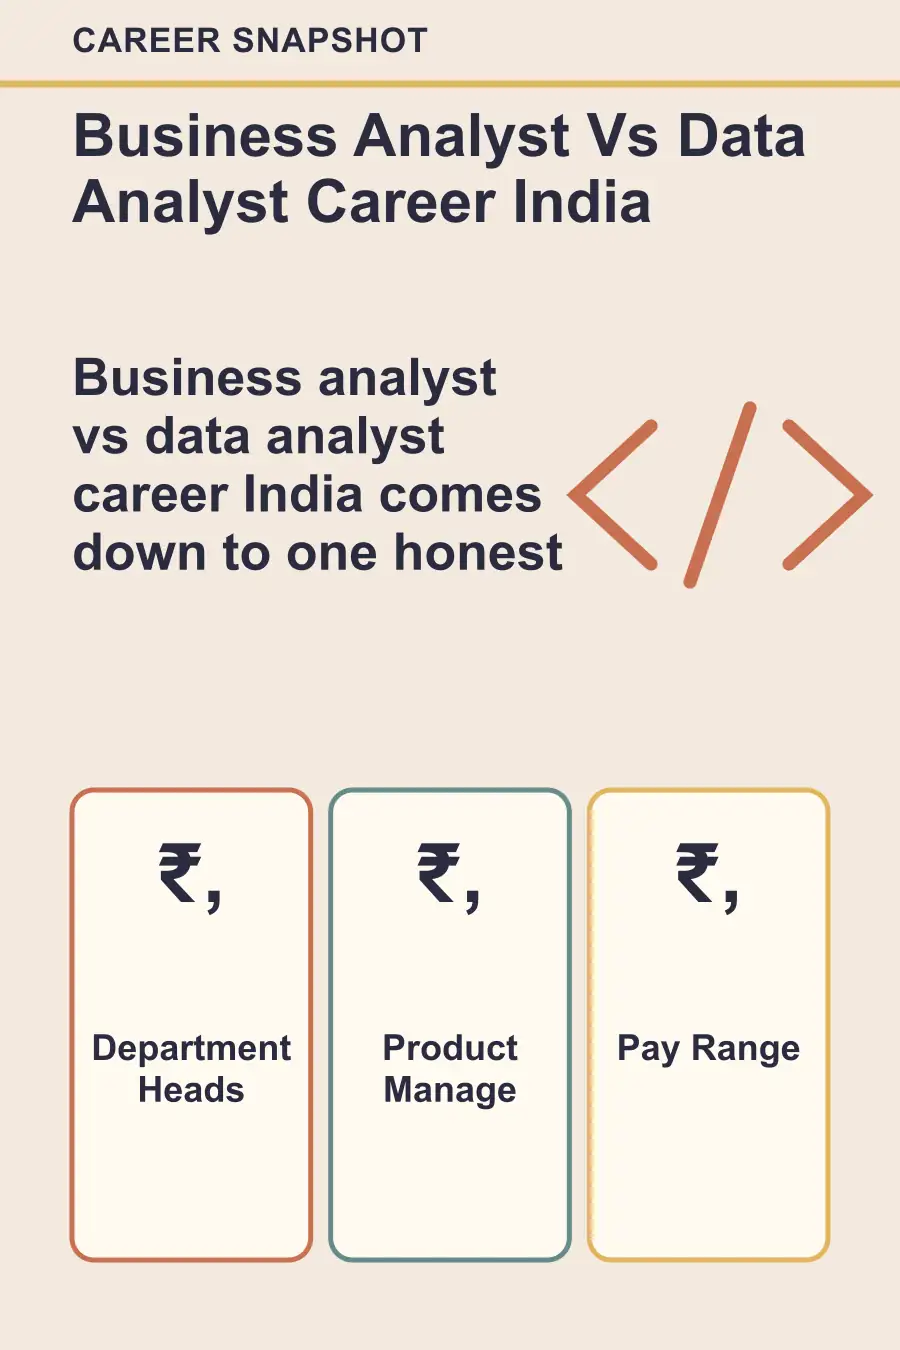 CAREER SNAPSHOT
Business Analyst Vs Data
Analyst Career India
Business analyst
vs data analyst
career India comes
down to one honest
</>
₹,
Department
Heads
₹,
Product
Manage
₹,
Pay Range